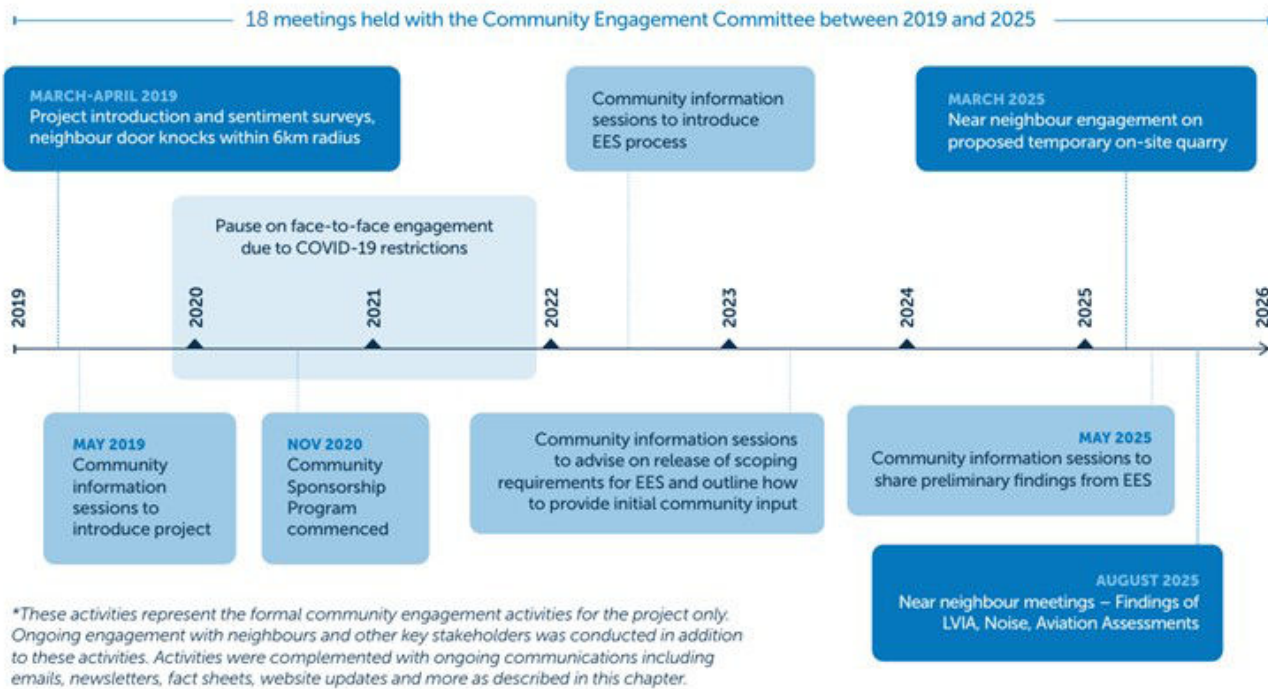 18 meetings held with the Community Engagement Committee between 2019 and 2025
MARCH-APRIL 2019
Project introduction and sentiment surveys,
neighbour door knocks within 6km radius
Community information
sessions to introduce
EES process
MARCH 2025
Near neighbour engagement on
proposed temporary on-site quarry
Pause on face-to-face engagement
due to COVID-19 restrictions
2019
2020
2021
2022
2023
2024
2025
2026
MAY 2019
Community
information
sessions to
introduce project
NOV 2020
Community
Sponsorship
Program
commenced
Community information sessions
to advise on release of scoping
requirements for EES and outline how
to provide initial community input
MAY 2025
Community information sessions to
share preliminary findings from EES
AUGUST 2025
Near neighbour meetings – Findings of
LVIA, Noise, Aviation Assessments
*These activities represent the formal community engagement activities for the project only.
Ongoing engagement with neighbours and other key stakeholders was conducted in addition
to these activities. Activities were complemented with ongoing communications including
emails, newsletters, fact sheets, website updates and more as described in this chapter.